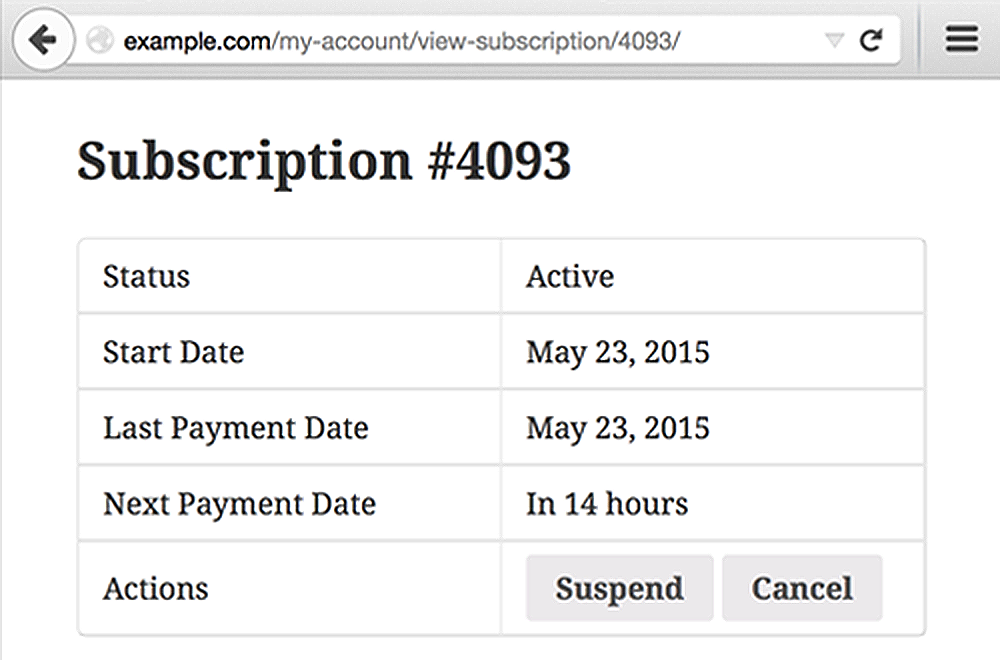 example.com/my-account/view-subscription/4093/
Subscription #4093
Status Active
Start Date May 23, 2015
Last Payment Date May 23, 2015
Next Payment Date In 14 hours
Actions Suspend Cancel